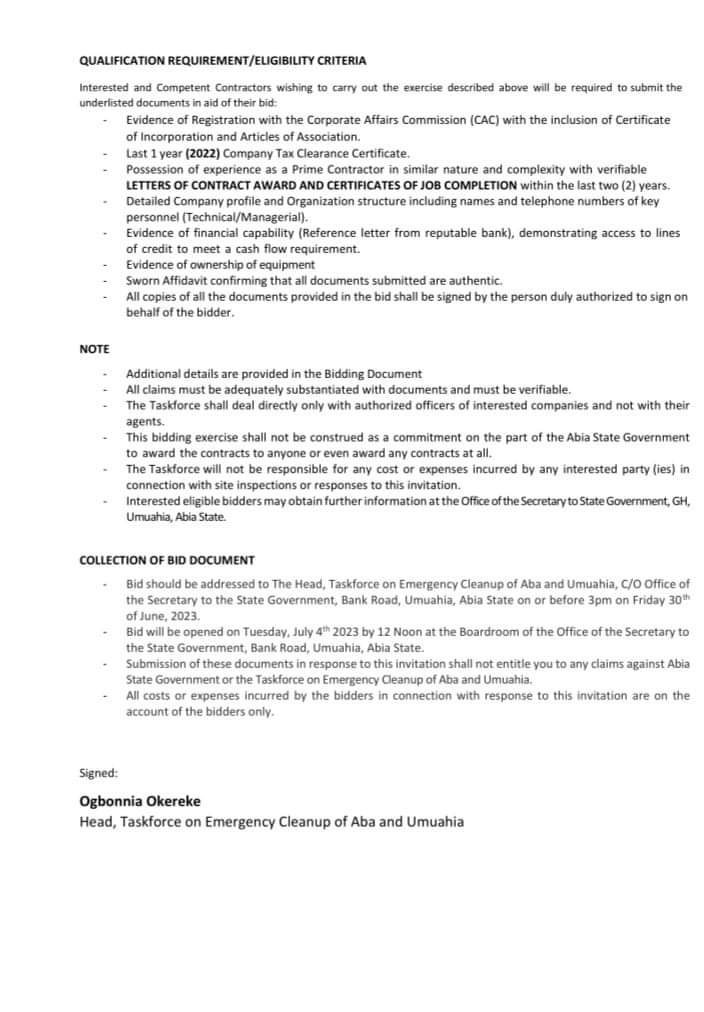 QUALIFICATION REQUIREMENT/ELIGIBILITY CRITERIA
Interested and Competent Contractors wishing to carry out the exercise described above will be required to submit the
underlisted documents in aid of their bid:
- Evidence of Registration with the Corporate Affairs Commission (CAC) with the inclusion of Certificate
of Incorporation and Articles of Association.
- Last 1 year (2022) Company Tax Clearance Certificate.
- Possession of experience as a Prime Contractor in similar nature and complexity with verifiable
LETTERS OF CONTRACT AWARD AND CERTIFICATES OF JOB COMPLETION within the last two (2) years.
- Detailed Company profile and Organization structure including names and telephone numbers of key
personnel (Technical/Managerial).
- Evidence of financial capability (Reference letter from reputable bank), demonstrating access to lines
of credit to meet a cash flow requirement.
- Evidence of ownership of equipment
- Sworn Affidavit confirming that all documents submitted are authentic.
- All copies of all the documents provided in the bid shall be signed by the person duly authorized to sign on
behalf of the bidder.
NOTE
- Additional details are provided in the Bidding Document
- All claims must be adequately substantiated with documents and must be verifiable.
- The Taskforce shall deal directly only with authorized officers of interested companies and not with their
agents.
- This bidding exercise shall not be construed as a commitment on the part of the Abia State Government
to award the contracts to anyone or even award any contracts at all.
- The Taskforce will not be responsible for any cost or expenses incurred by any interested party (ies) in
connection with site inspections or responses to this invitation.
- Interested eligible bidders may obtain further information at the Office of the Secretary to State Government, GH,
Umuahia, Abia State.
COLLECTION OF BID DOCUMENT
- Bid should be addressed to The Head, Taskforce on Emergency Cleanup of Aba and Umuahia, C/O Office of
the Secretary to the State Government, Bank Road, Umuahia, Abia State on or before 3pm on Friday 30th
of June, 2023.
- Bid will be opened on Tuesday, July 4th 2023 by 12 Noon at the Boardroom of the Office of the Secretary to
the State Government, Bank Road, Umuahia, Abia State.
- Submission of these documents in response to this invitation shall not entitle you to any claims against Abia
State Government or the Taskforce on Emergency Cleanup of Aba and Umuahia.
- All costs or expenses incurred by the bidders in connection with response to this invitation are on the
account of the bidders only.
Signed:
Ogbonnia Okereke
Head, Taskforce on Emergency Cleanup of Aba and Umuahia